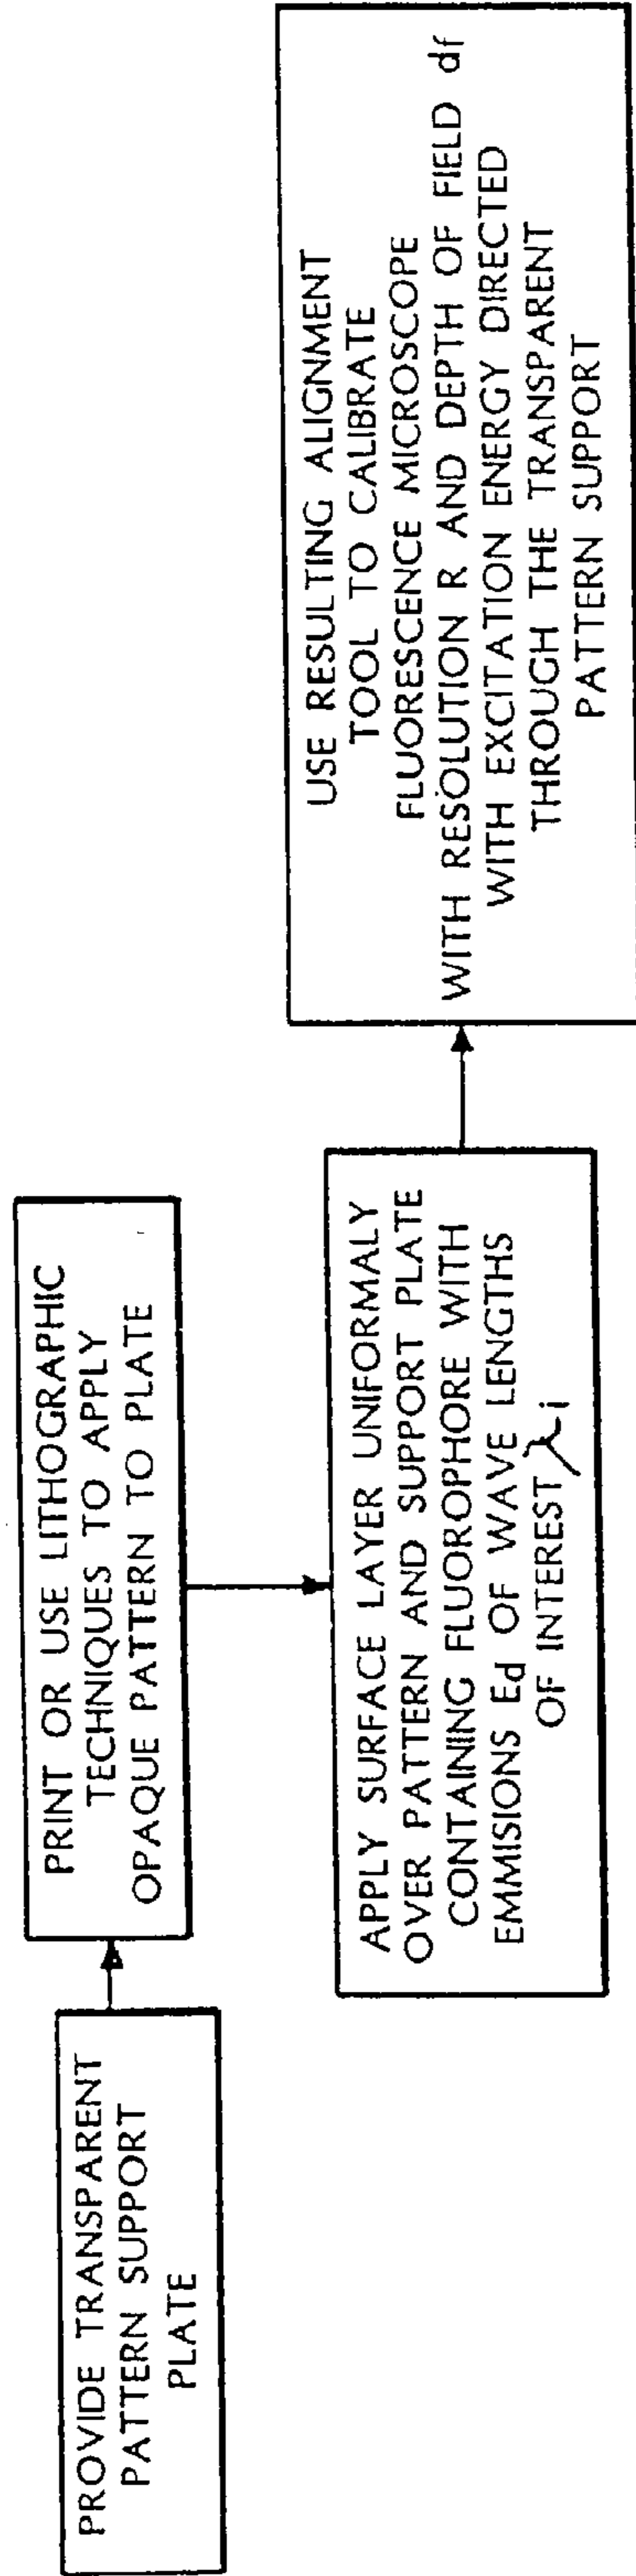 PROVIDE TRANSPARENT
PATTERN SUPPORT
PLATE
PRINT OR USE LITHOGRAPHIC
TECHNIQUES TO APPLY
OPAQUE PATTERN TO PLATE
APPLY SURFACE LAYER UNIFORMALY
OVER PATTERN AND SUPPORT PLATE
CONTAINING FLUOROPHORE WITH
EMMISIONS Ed OF WAVE LENGTHS
OF INTEREST λi
USE RESULTING ALIGNMENT
TOOL TO CALIBRATE
FLUORESCENCE MICROSCOPE
WITH RESOLUTION R AND DEPTH OF FIELD df
WITH EXCITATION ENERGY DIRECTED
THROUGH THE TRANSPARENT
PATTERN SUPPORT